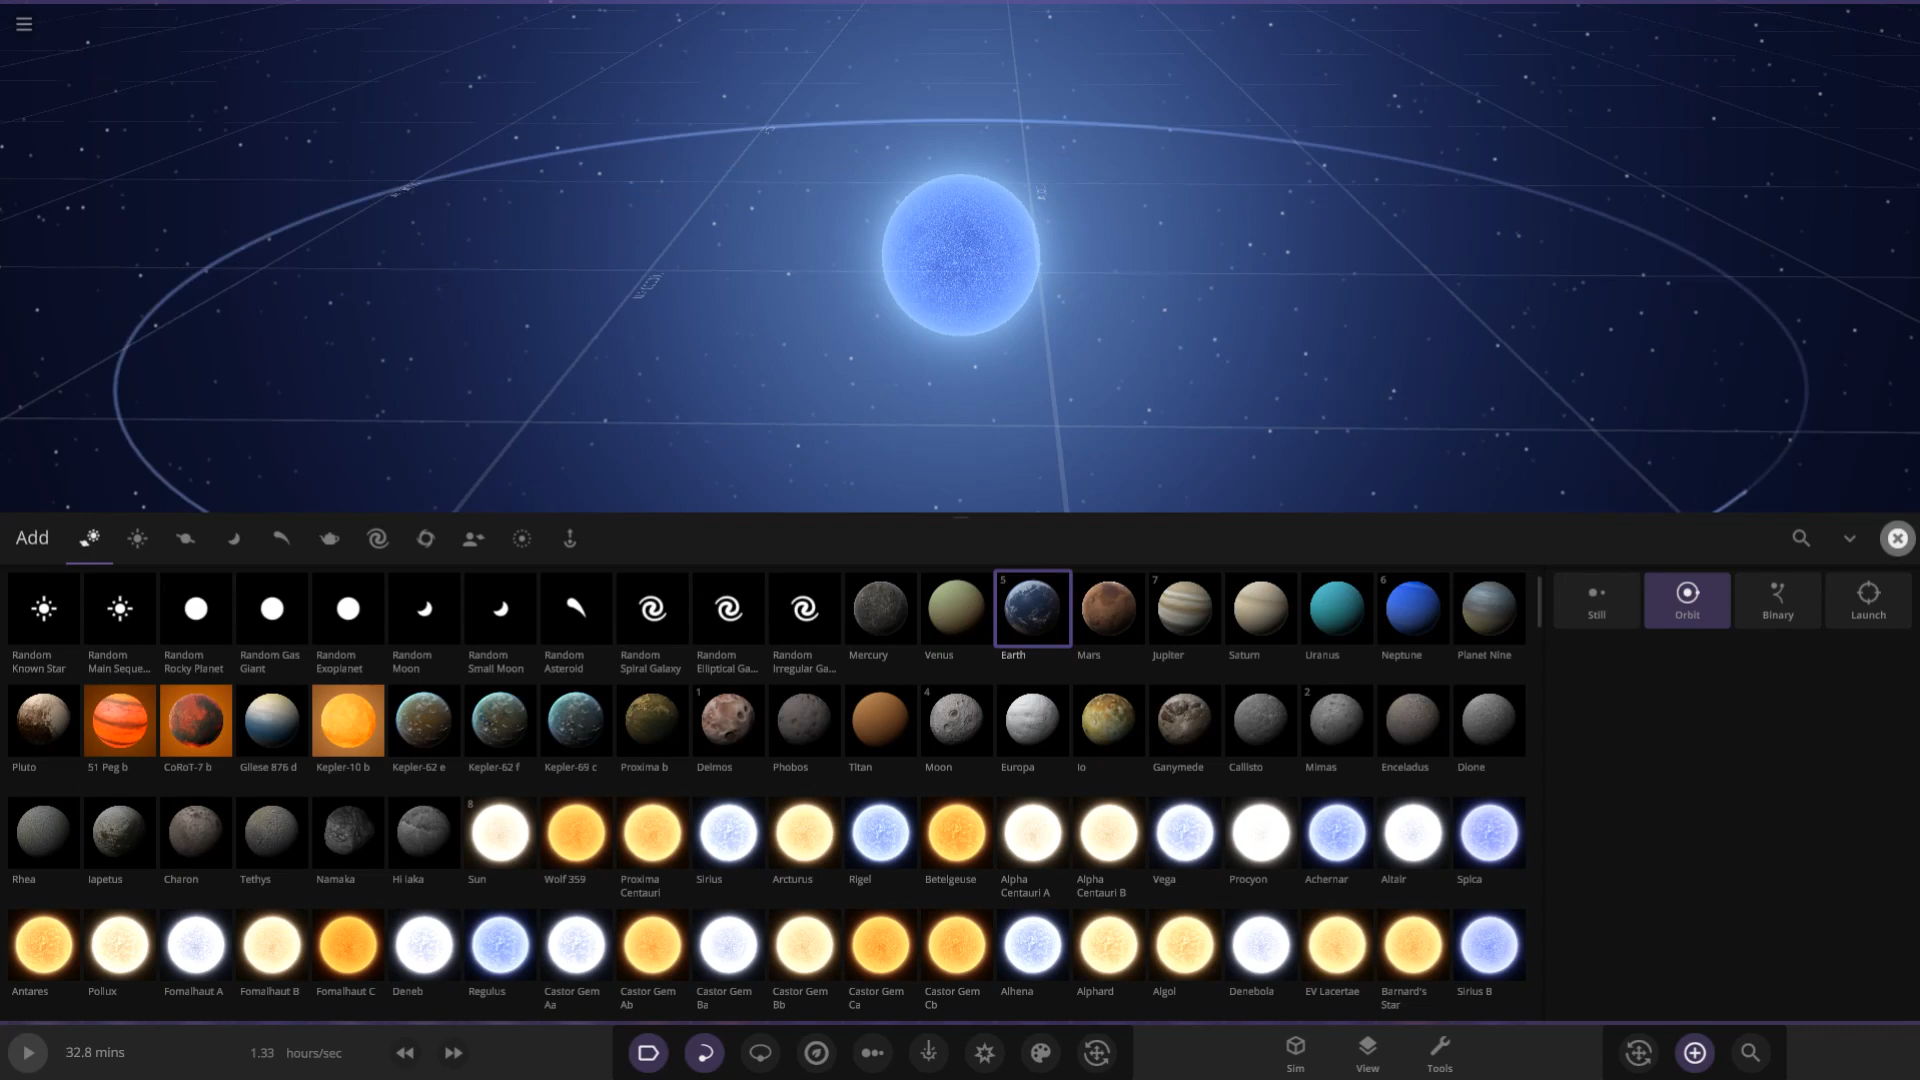 Add
5
7
6
Still
Orbit
Binary
Launch
Random Known Star
Random Main Seque...
Random Rocky Planet
Random Gas Giant
Random Exoplanet
Random Moon
Random Small Moon
Random Asteroid
Random Spiral Galaxy
Random Elliptical Ga...
Random Irregular Ga...
Mercury
Venus
Earth
Mars
Jupiter
Saturn
Uranus
Neptune
Planet Nine
1
4
2
Pluto
51 Peg b
CoRoT-7 b
Gliese 876 d
Kepler-10 b
Kepler-62 e
Kepler-62 f
Kepler-69 c
Proxima b
Deimos
Phobos
Titan
Moon
Europa
Io
Ganymede
Callisto
Mimas
Enceladus
Dione
8
Rhea
Iapetus
Charon
Tethys
Namaka
Hi iaka
Sun
Wolf 359
Proxima Centauri
Sirius
Arcturus
Rigel
Betelgeuse
Alpha Centauri A
Alpha Centauri B
Vega
Procyon
Achernar
Altair
Spica
Antares
Pollux
Fomalhaut A
Fomalhaut B
Fomalhaut C
Deneb
Regulus
Castor Gem Aa
Castor Gem Ab
Castor Gem Ba
Castor Gem Bb
Castor Gem Ca
Castor Gem Cb
Alhena
Alphard
Algol
Denebola
EV Lacertae
Barnard's Star
Sirius B
32.8 mins
1.33 hours/sec
Sim
View
Tools